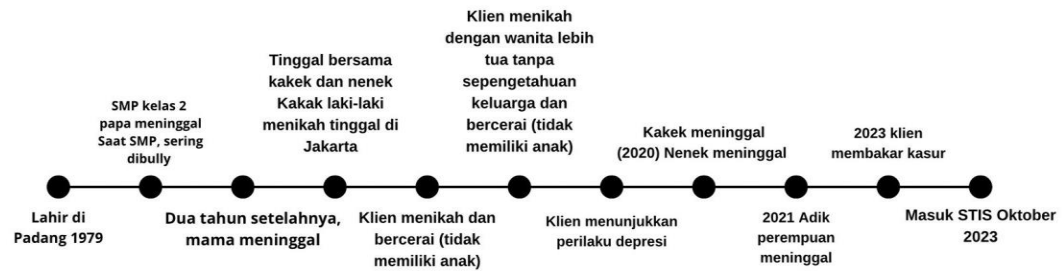 Lahir di
Padang 1979
SMP kelas 2
papa meninggal
Saat SMP, sering
dibully
Dua tahun setelahnya,
mama meninggal
Tinggal bersama
kakek dan nenek
Kakak laki-laki
menikah tinggal di
Jakarta
Klien menikah dan
bercerai (tidak
memiliki anak)
Klien menikah
dengan wanita lebih
tua tanpa
sepengetahuan
keluarga dan
bercerai (tidak
memiliki anak)
Klien menunjukkan
perilaku depresi
Kakek meninggal
(2020) Nenek meninggal
2021 Adik
perempuan
meninggal
2023 klien
membakar kasur
Masuk STIS Oktober
2023